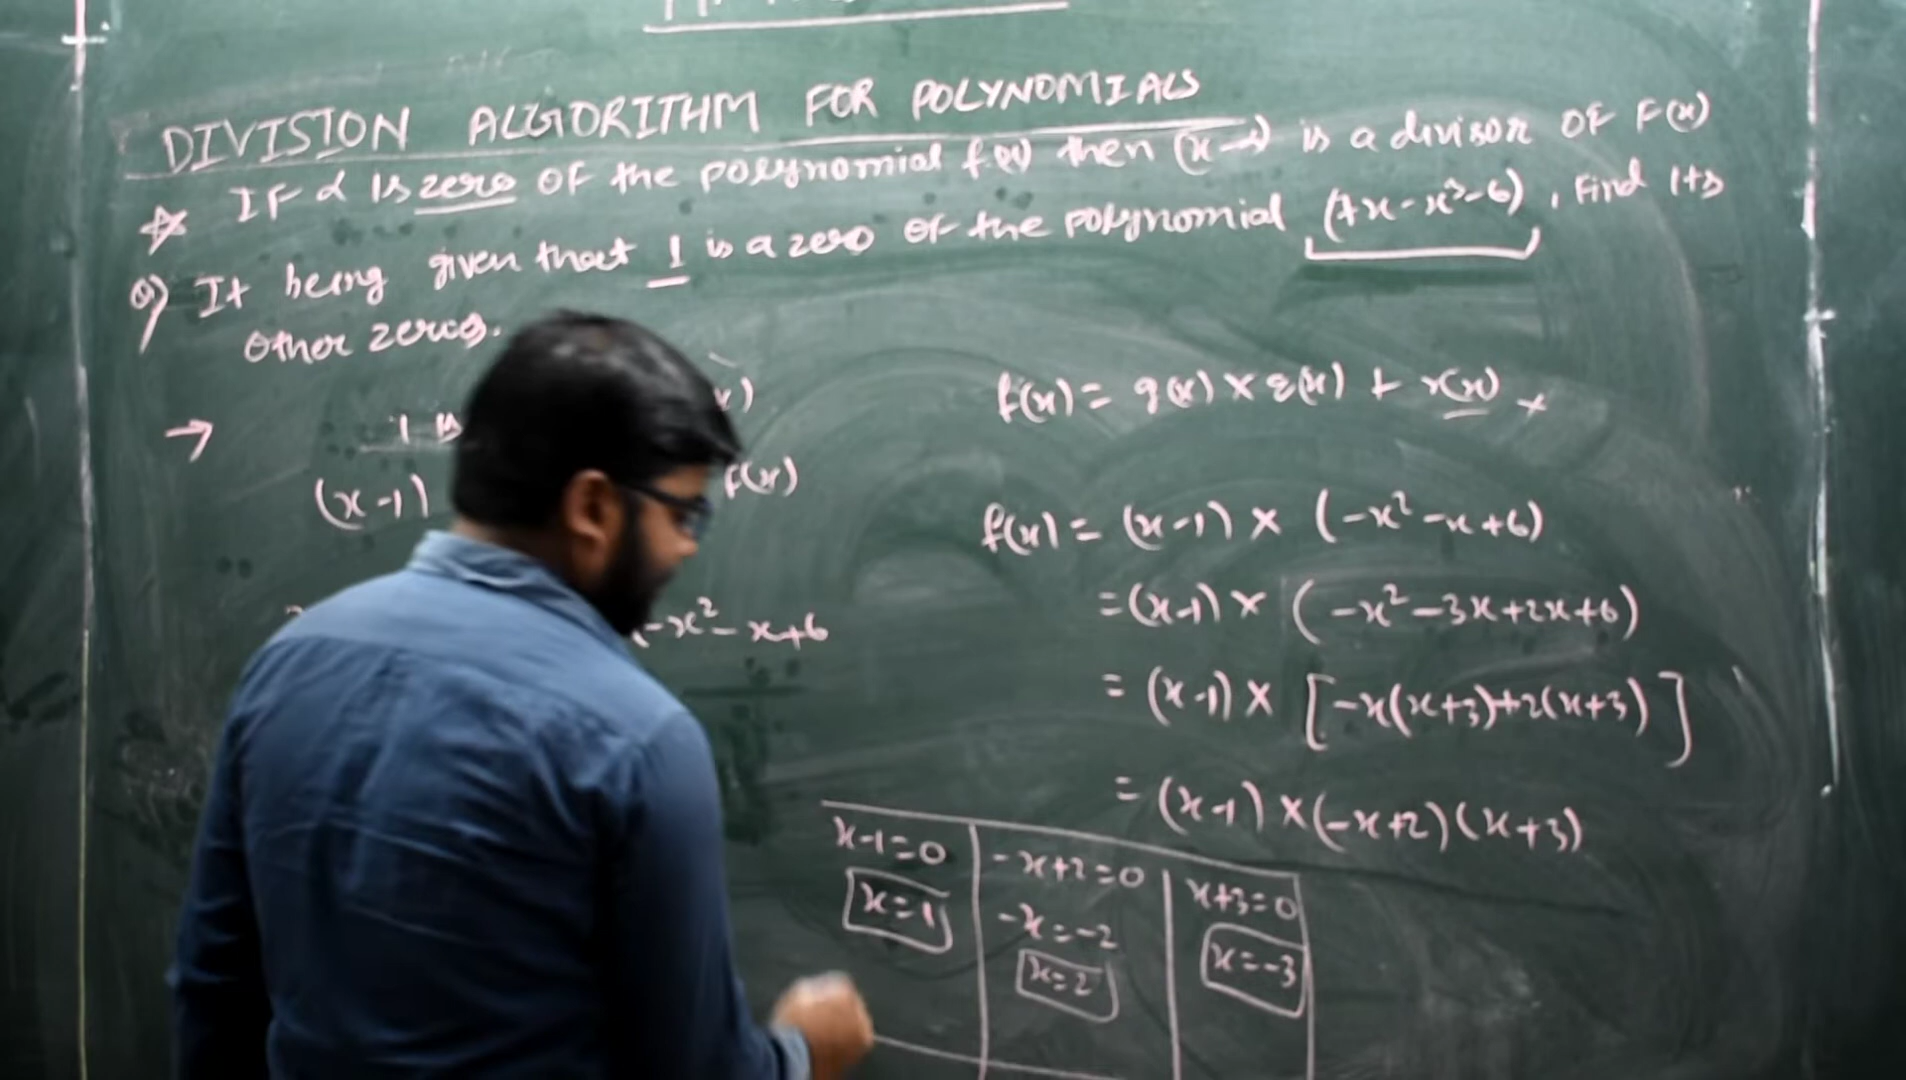 DIVISION ALGORITHM FOR POLYNOMIALS
☆ IF α is zero OF the polynomial f(x) then (x-α) is a divisor OF F(x)
Q) It being given that 1 is a zero OF the polynomial (7x-x³-6), Find its
other zeros.
→ 1 is
(x-1) F(x)
-x²-x+6
f(x) = g(x) × q(x) + r(x)
f(x) = (x-1) × (-x²-x+6)
= (x-1) × (-x²-3x+2x+6)
= (x-1) × [-x(x+3)+2(x+3)]
= (x-1) × (-x+2)(x+3)
x-1=0 -x+2=0 x+3=0
x=1 -x=-2 x=-3
x=2